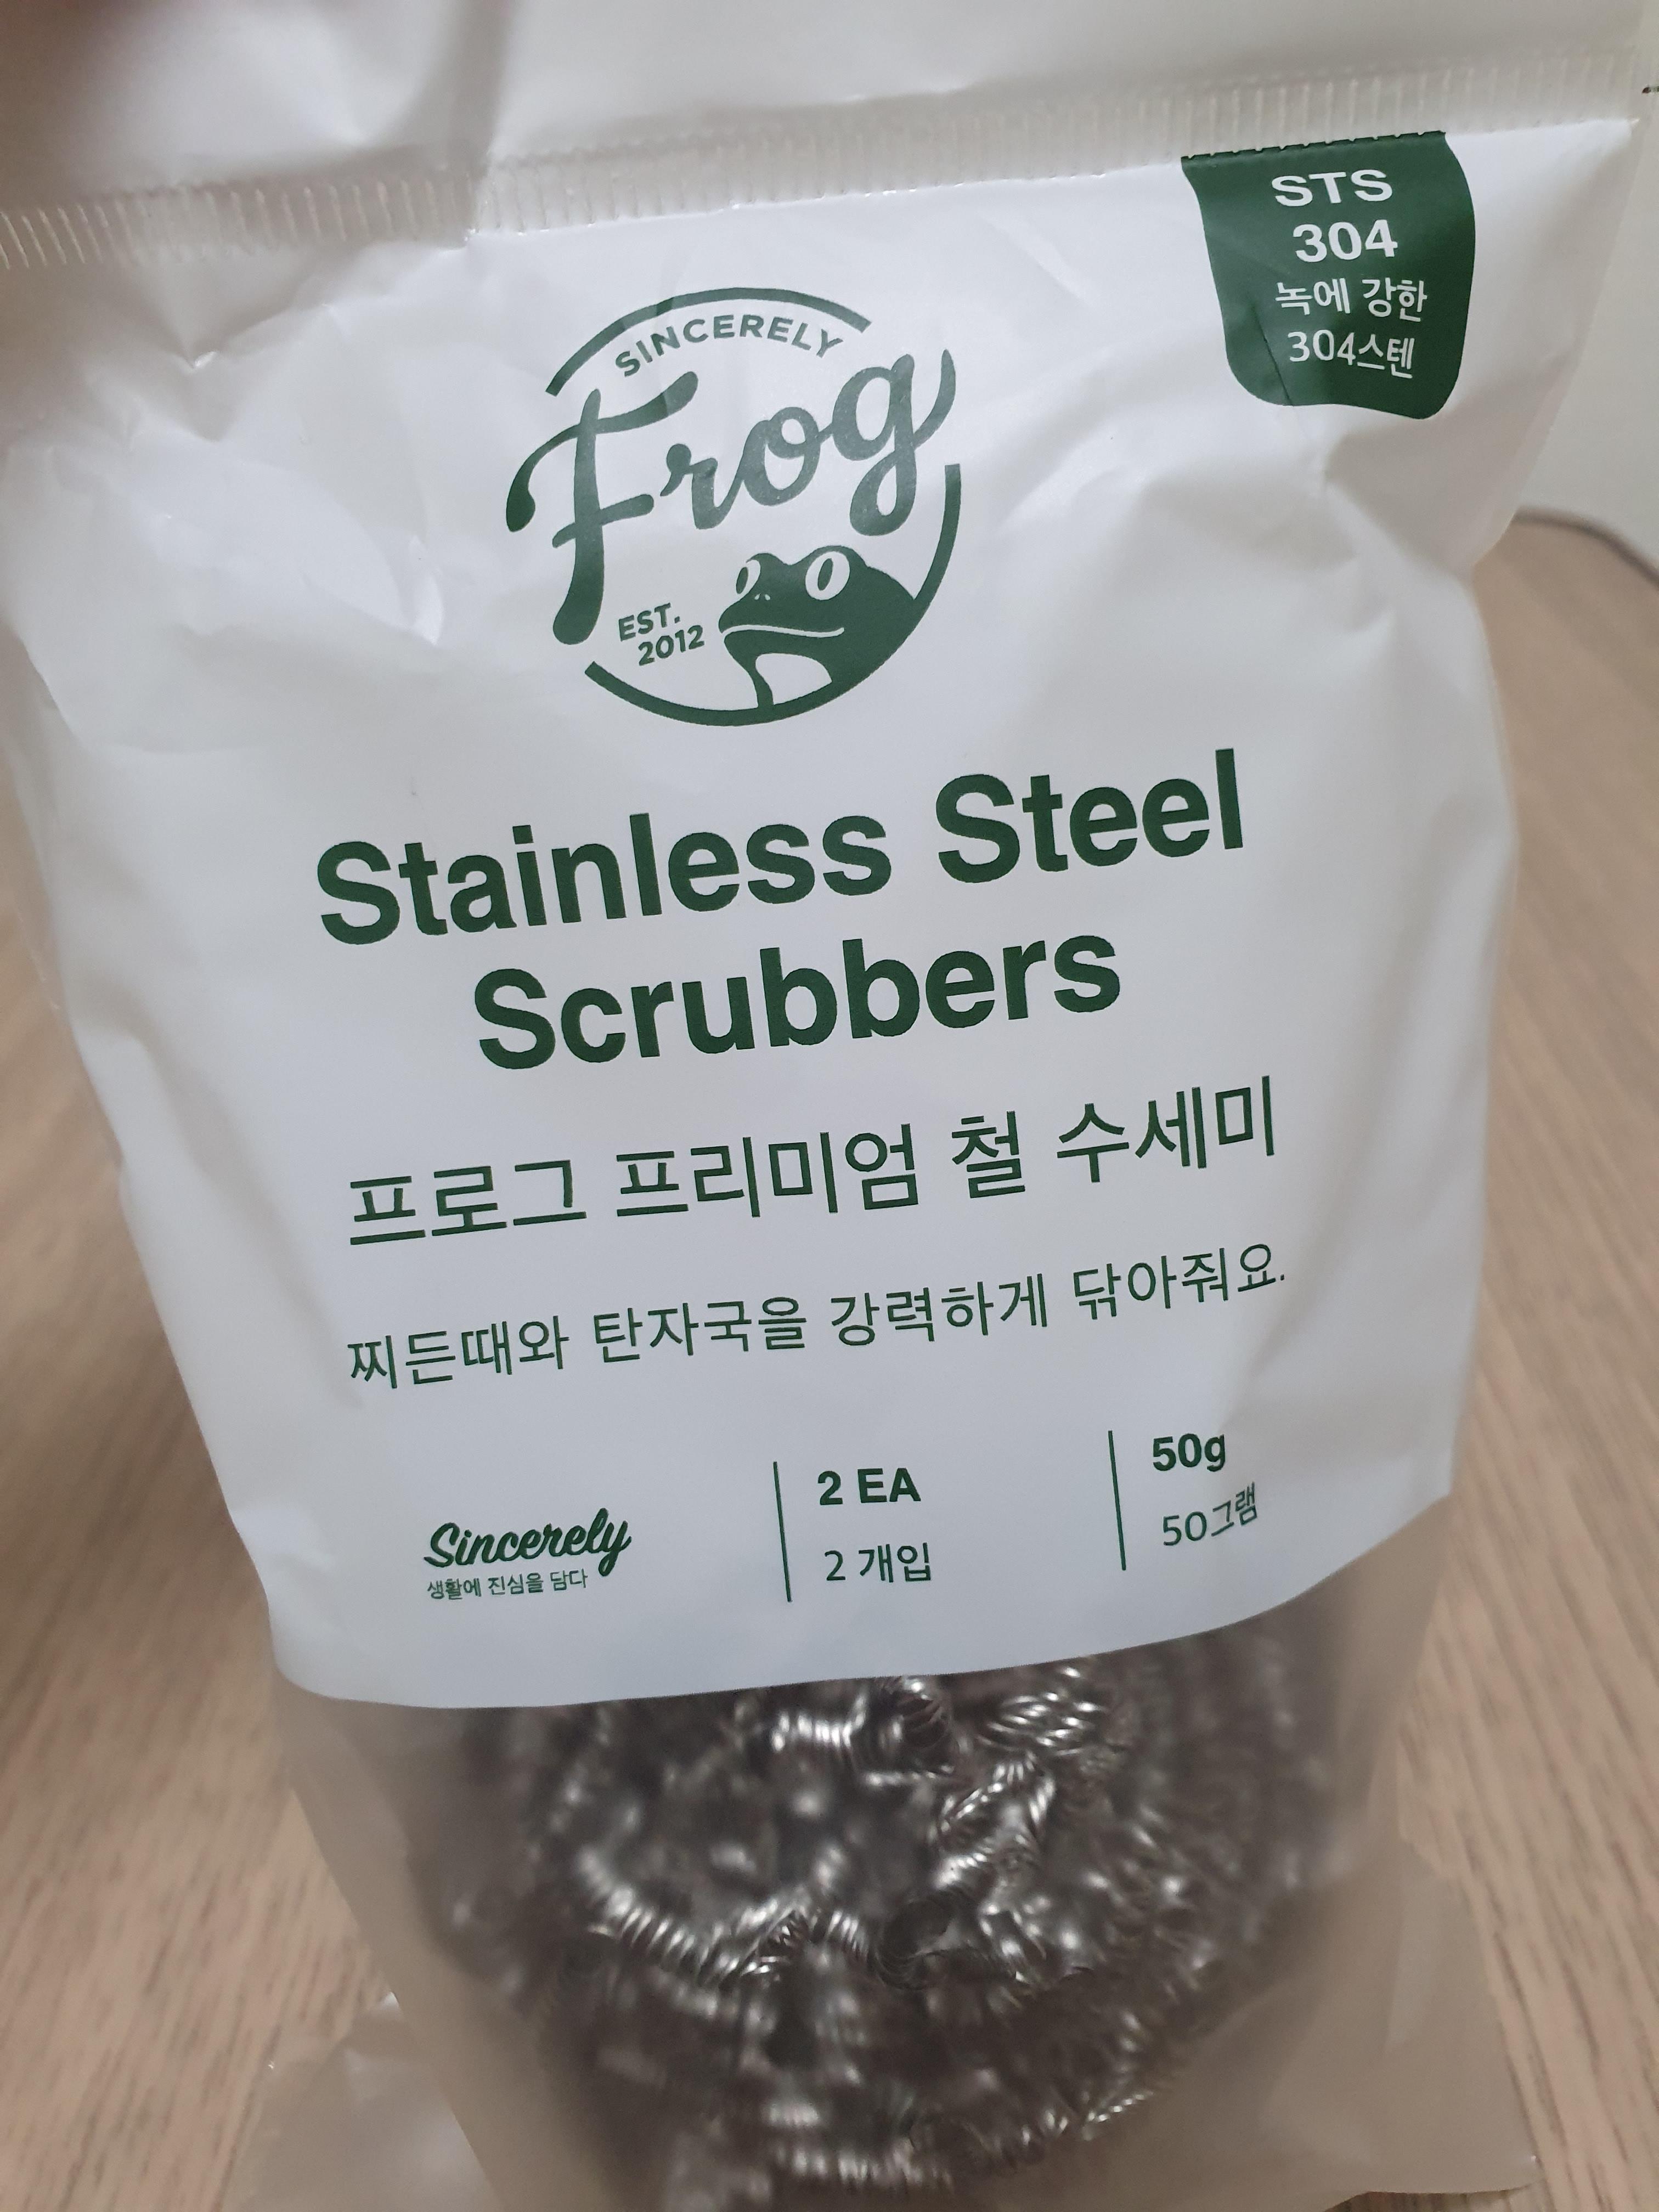 STS
304
녹에 강한
304스텐
SINCERELY
Frog
EST.
2012
Stainless Steel
Scrubbers
프로그 프리미엄 철 수세미
찌든때와 탄자국을 강력하게 닦아줘요.
Sincerely
생활에 진심을 담다
2 EA
2 개입
50g
50그램